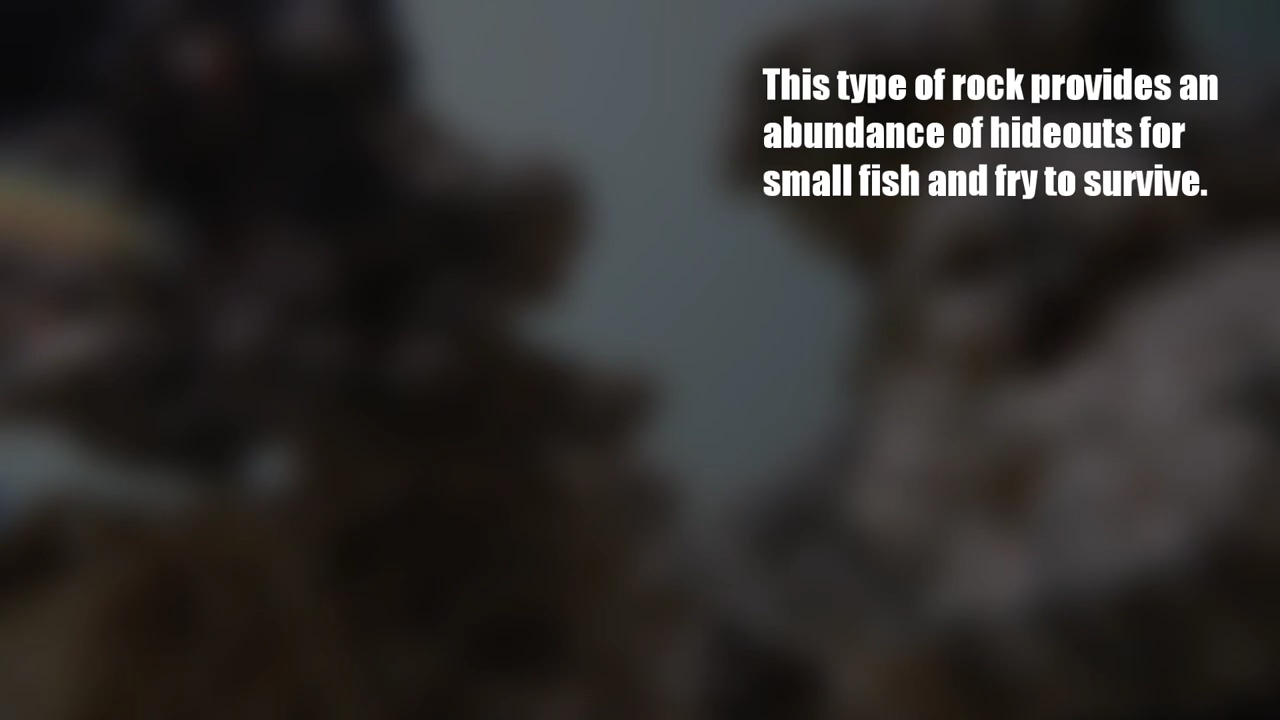 This type of rock provides an
abundance of hideouts for
small fish and fry to survive.